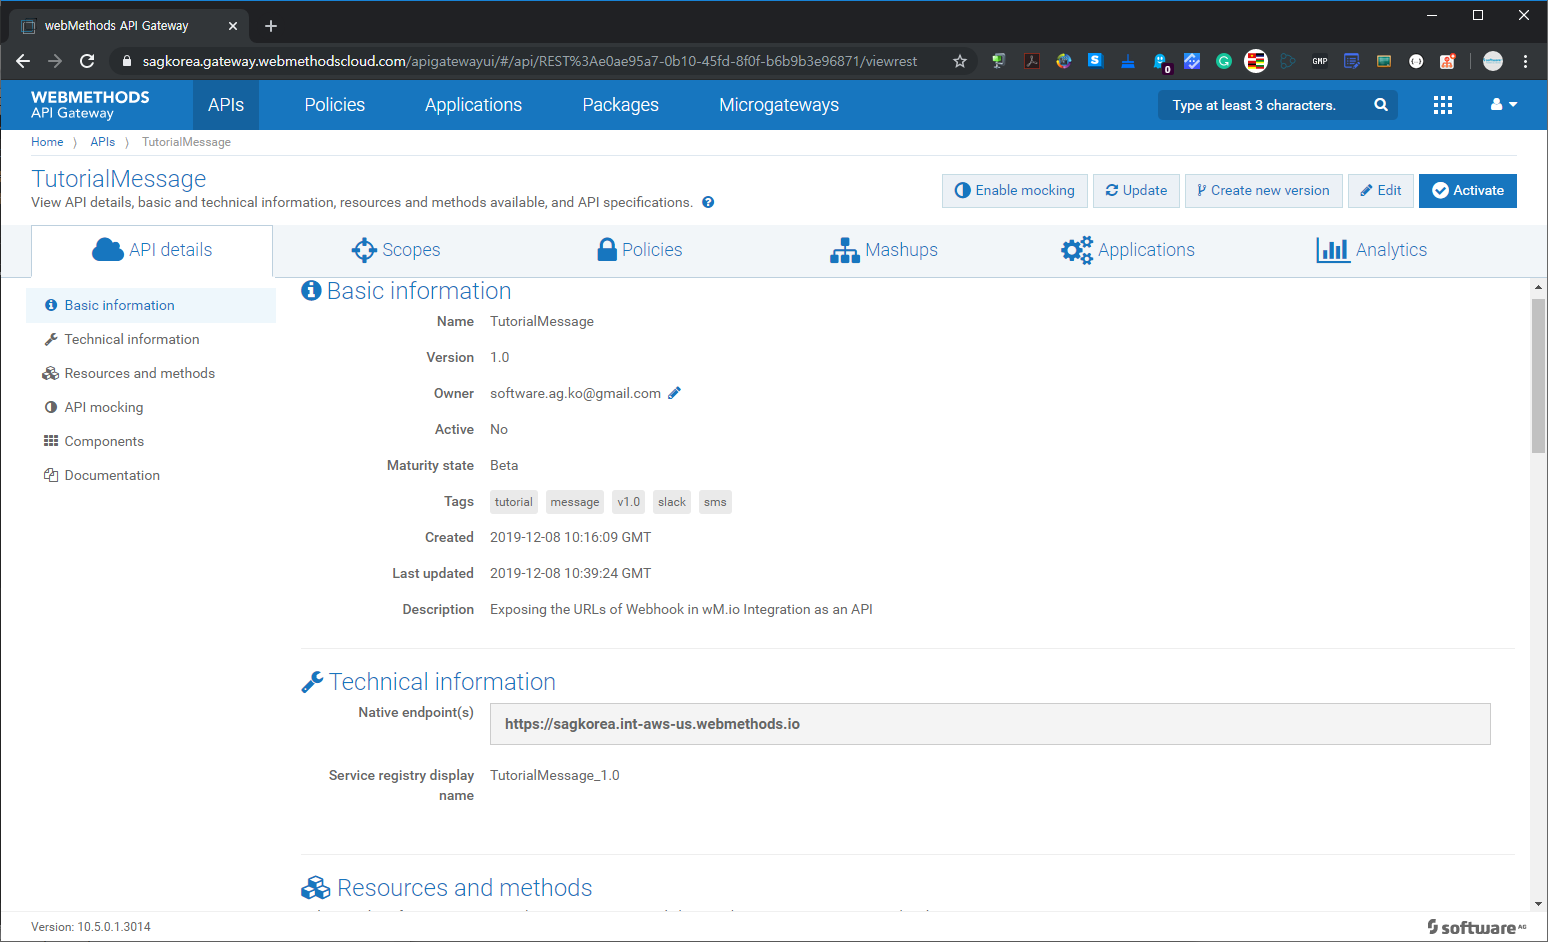 webMethods API Gateway
sagkorea.gateway.webmethodscloud.com/apigatewayui/#/api/REST%3Ae0ae95a7-0b10-45fd-8f0f-b6b9b3e96871/viewrest
S
0
G
GMP
WEBMETHODS
API Gateway
APIs
Policies
Applications
Packages
Microgateways
Type at least 3 characters.
Home
APIs
TutorialMessage
TutorialMessage
View API details, basic and technical information, resources and methods available, and API specifications.
Enable mocking
Update
Create new version
Edit
Activate
API details
Scopes
Policies
Mashups
Applications
Analytics
Basic information
Technical information
Resources and methods
API mocking
Components
Documentation
Basic information
Name TutorialMessage
Version 1.0
Owner software.ag.ko@gmail.com
Active No
Maturity state Beta
Tags tutorial message v1.0 slack sms
Created 2019-12-08 10:16:09 GMT
Last updated 2019-12-08 10:39:24 GMT
Description Exposing the URLs of Webhook in wM.io Integration as an API
Technical information
Native endpoint(s) https://sagkorea.int-aws-us.webmethods.io
Service registry display TutorialMessage_1.0
name
Resources and methods
Version: 10.5.0.1.3014
software AG